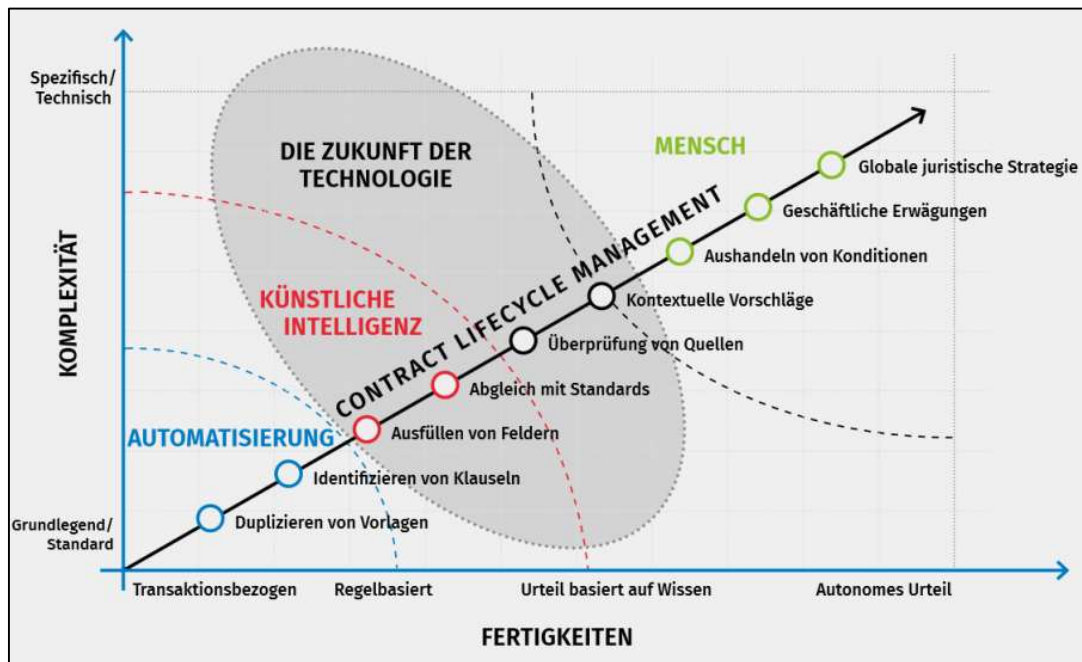 Spezifisch/
Technisch
KOMPLEXITÄT
Grundlegend/
Standard
DIE ZUKUNFT DER
TECHNOLOGIE
MENSCH
KÜNSTLICHE
INTELLIGENZ
AUTOMATISIERUNG
CONTRACT LIFECYCLE MANAGEMENT
Globale juristische Strategie
Geschäftliche Erwägungen
Aushandeln von Konditionen
Kontextuelle Vorschläge
Überprüfung von Quellen
Abgleich mit Standards
Ausfüllen von Feldern
Identifizieren von Klauseln
Duplizieren von Vorlagen
Transaktionsbezogen
Regelbasiert
Urteil basiert auf Wissen
Autonomes Urteil
FERTIGKEITEN